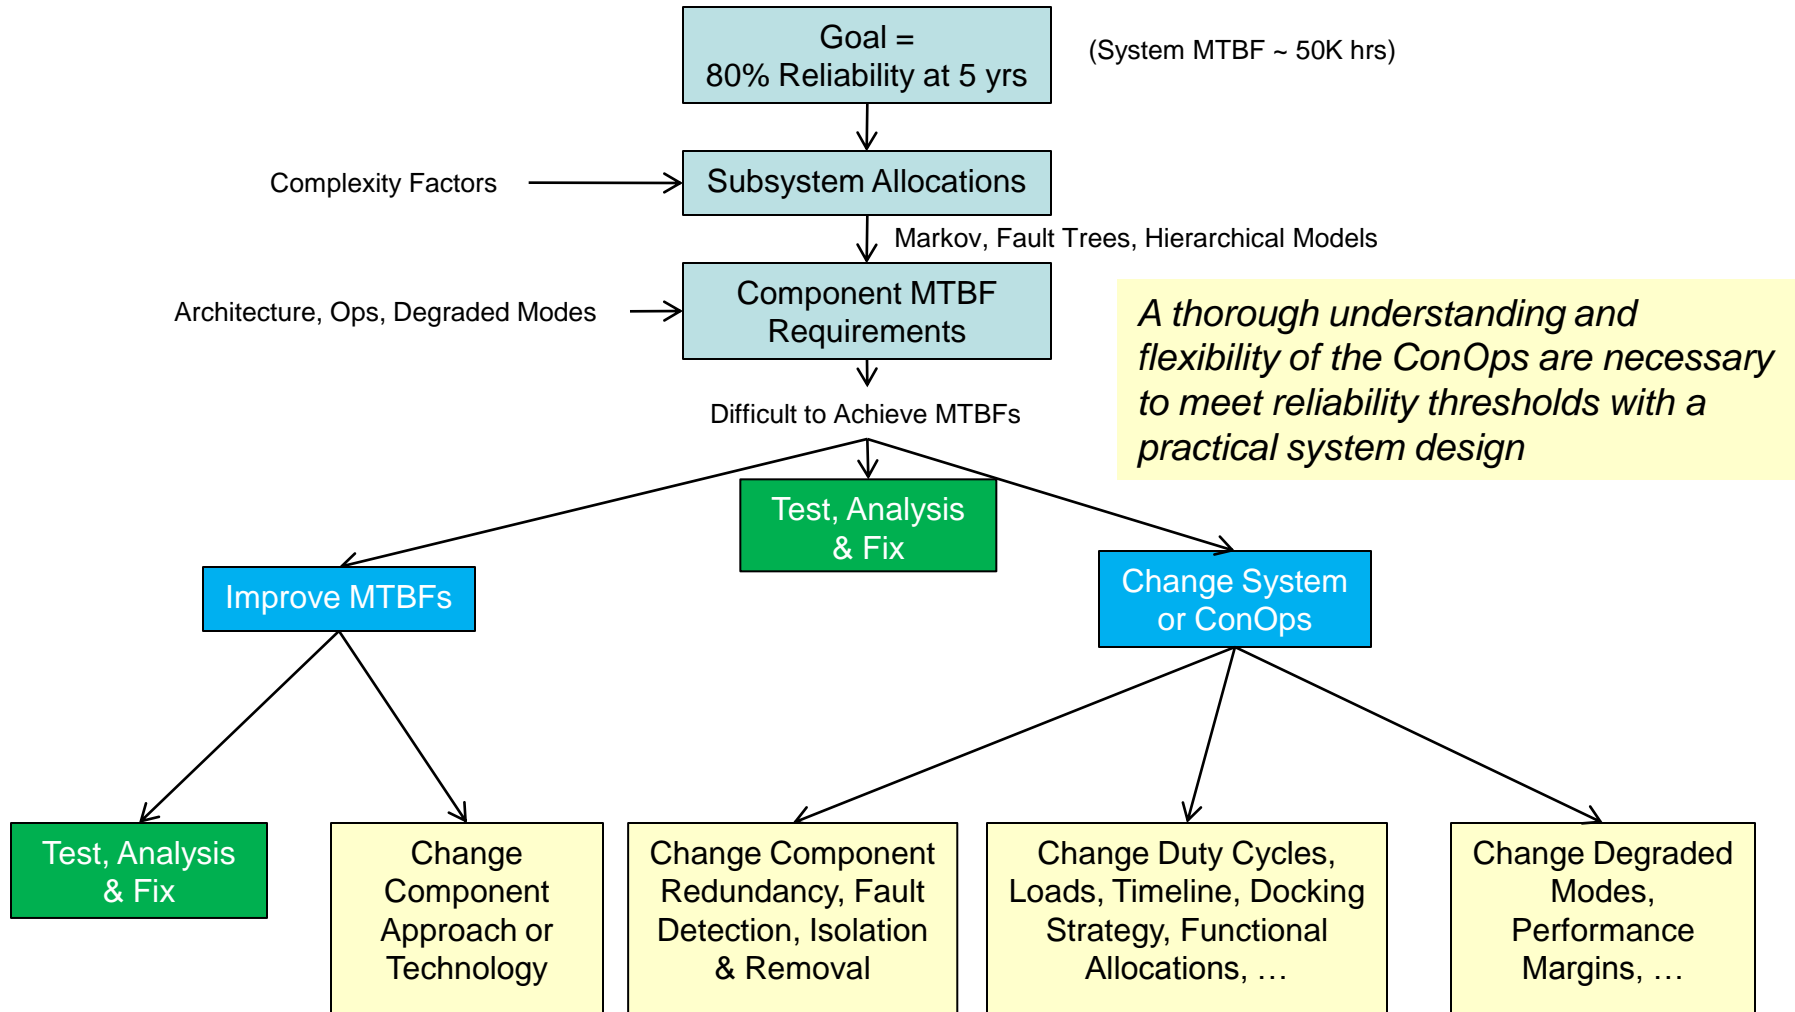 Goal =
80% Reliability at 5 yrs
(System MTBF ~ 50K hrs)
Complexity Factors
Subsystem Allocations
Markov, Fault Trees, Hierarchical Models
Architecture, Ops, Degraded Modes
Component MTBF
Requirements
A thorough understanding and
flexibility of the ConOps are necessary
to meet reliability thresholds with a
practical system design
Difficult to Achieve MTBFs
Test, Analysis
& Fix
Improve MTBFs
Change System
or ConOps
Test, Analysis
& Fix
Change
Component
Approach or
Technology
Change Component
Redundancy, Fault
Detection, Isolation
& Removal
Change Duty Cycles,
Loads, Timeline, Docking
Strategy, Functional
Allocations, …
Change Degraded
Modes,
Performance
Margins, …